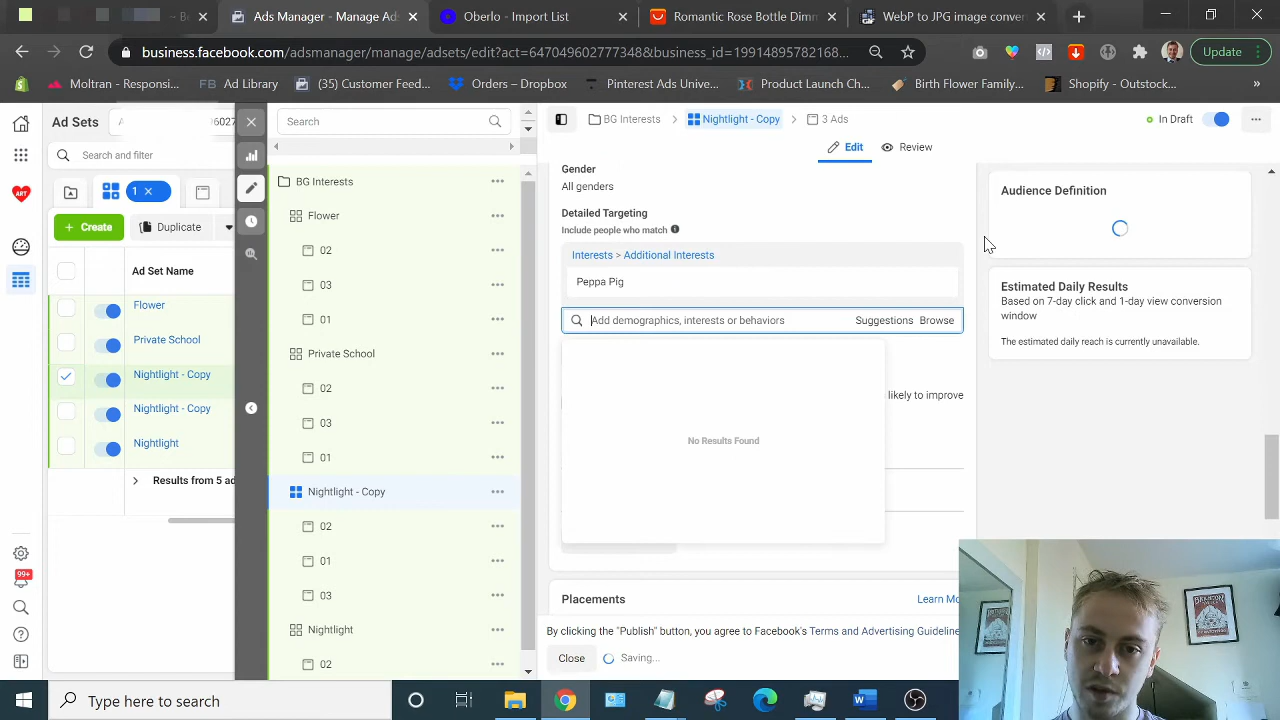 Bo
Ads Manager - Manage ads - Ads
Oberlo - Import List
Romantic Rose Bottle Dimm
WebP to JPG image conver
business.facebook.com/adsmanager/manage/adsets/edit?act=647049602777348&business_id=19914895782168...
Update
Moltran - Responsi...
FB Ad Library
(35) Customer Feed...
Orders – Dropbox
Pinterest Ads Unive...
Product Launch Ch...
Birth Flower Family...
Shopify - Outstock...
»
Ad Sets
6027
Search
BG Interests
Nightlight - Copy
3 Ads
In Draft
Search and filter
Edit
Review
1
Create
Duplicate
Ad Set Name
Flower
Private School
Nightlight - Copy
Nightlight - Copy
Nightlight
Results from 5 ad
99+
BG Interests
Flower
02
03
01
Private School
02
03
01
Nightlight - Copy
02
01
03
Nightlight
02
Gender
All genders
Detailed Targeting
Include people who match
Interests > Additional Interests
Peppa Pig
Add demographics, interests or behaviors
Suggestions
Browse
likely to improve
No Results Found
Placements
Learn Mo
By clicking the "Publish" button, you agree to Facebook's Terms and Advertising Guideline
Close
Saving...
Audience Definition
Estimated Daily Results
Based on 7-day click and 1-day view conversion
window
The estimated daily reach is currently unavailable.
Type here to search